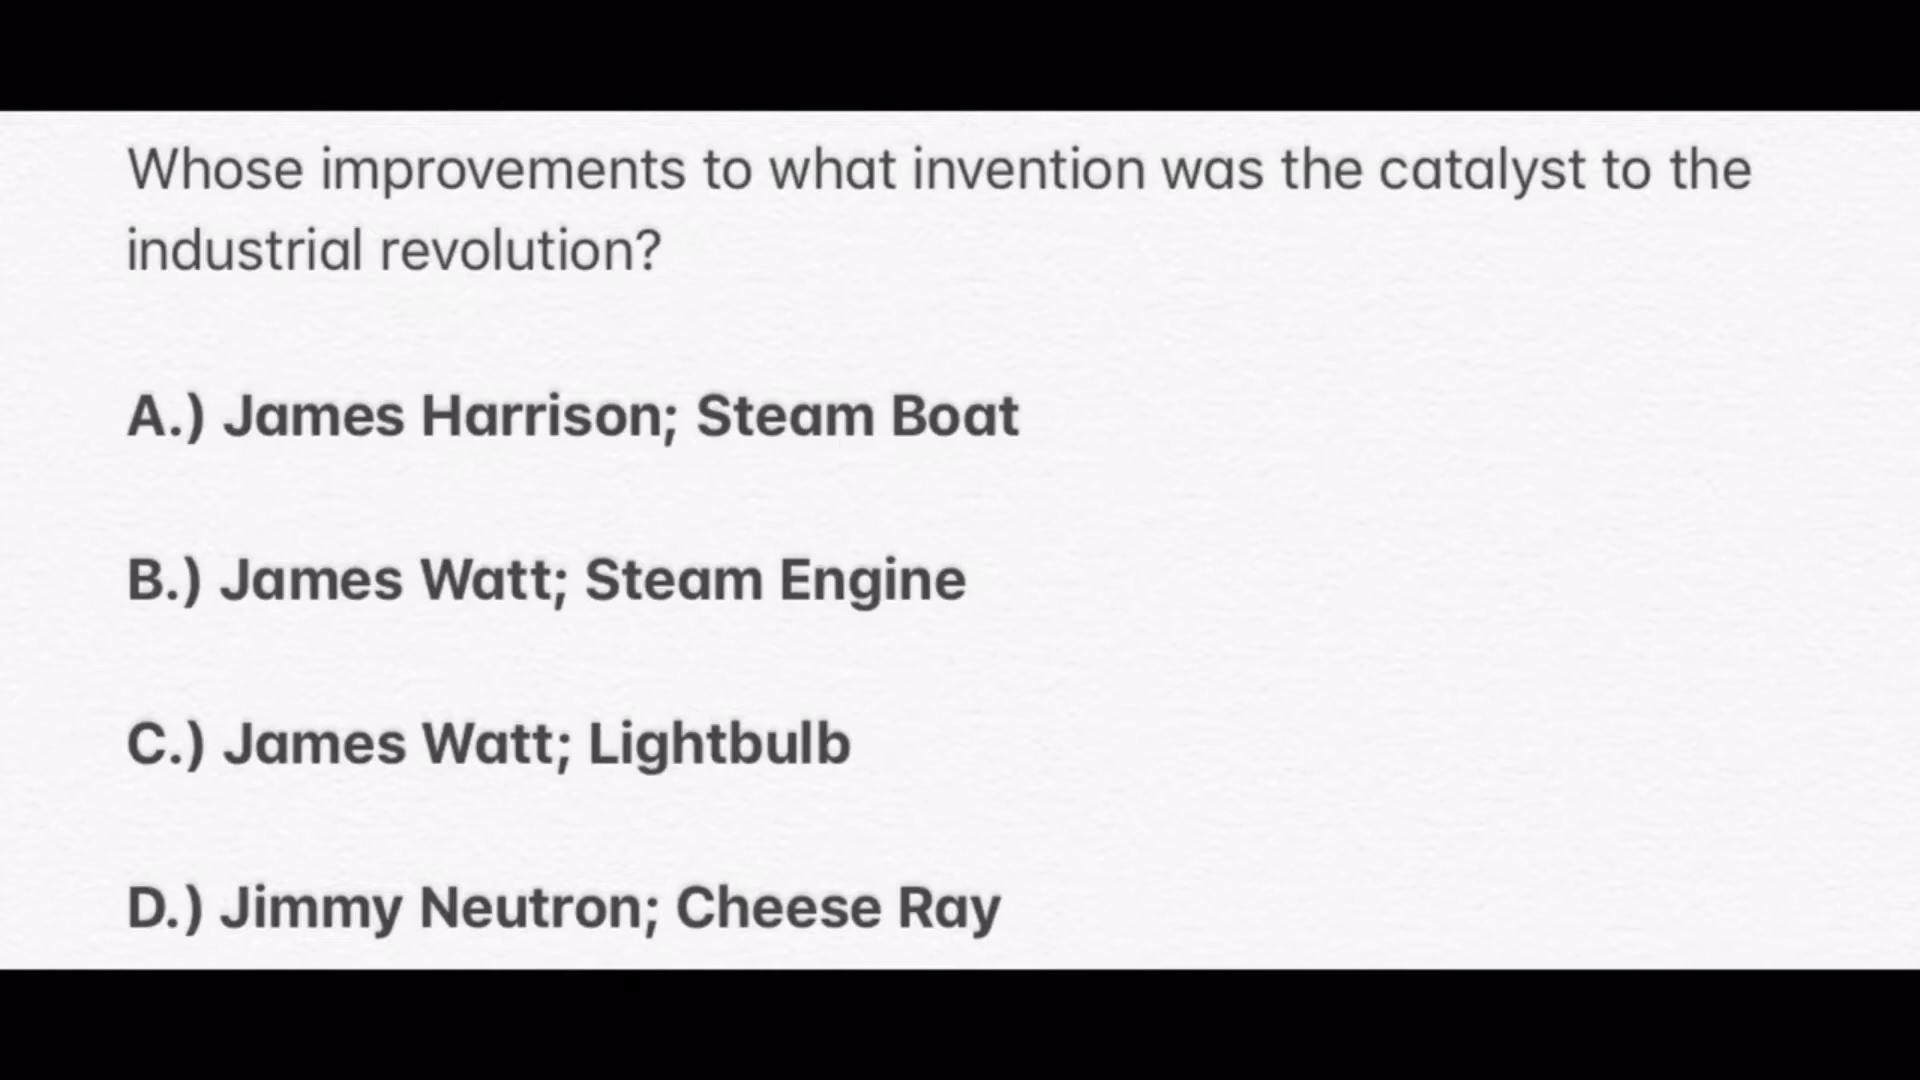 Whose improvements to what invention was the catalyst to the
industrial revolution?
A.) James Harrison; Steam Boat
B.) James Watt; Steam Engine
C.) James Watt; Lightbulb
D.) Jimmy Neutron; Cheese Ray